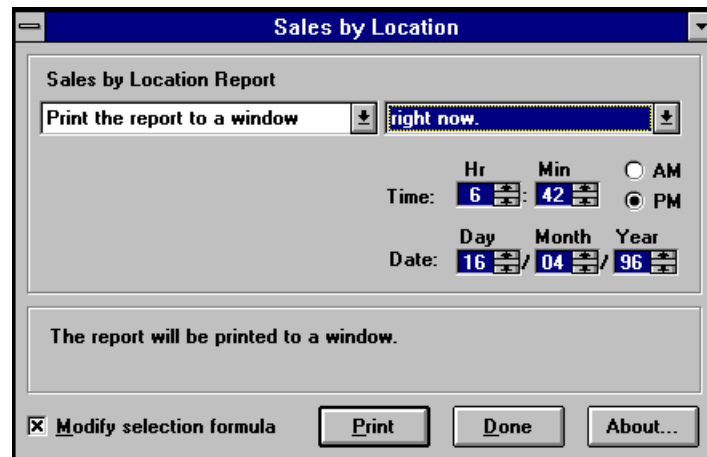 Sales by Location
Sales by Location Report
Print the report to a window right now.
Hr Min AM
Time: 6 : 42 PM
Day Month Year
Date: 16 / 04 / 96
The report will be printed to a window.
Modify selection formula Print Done About...